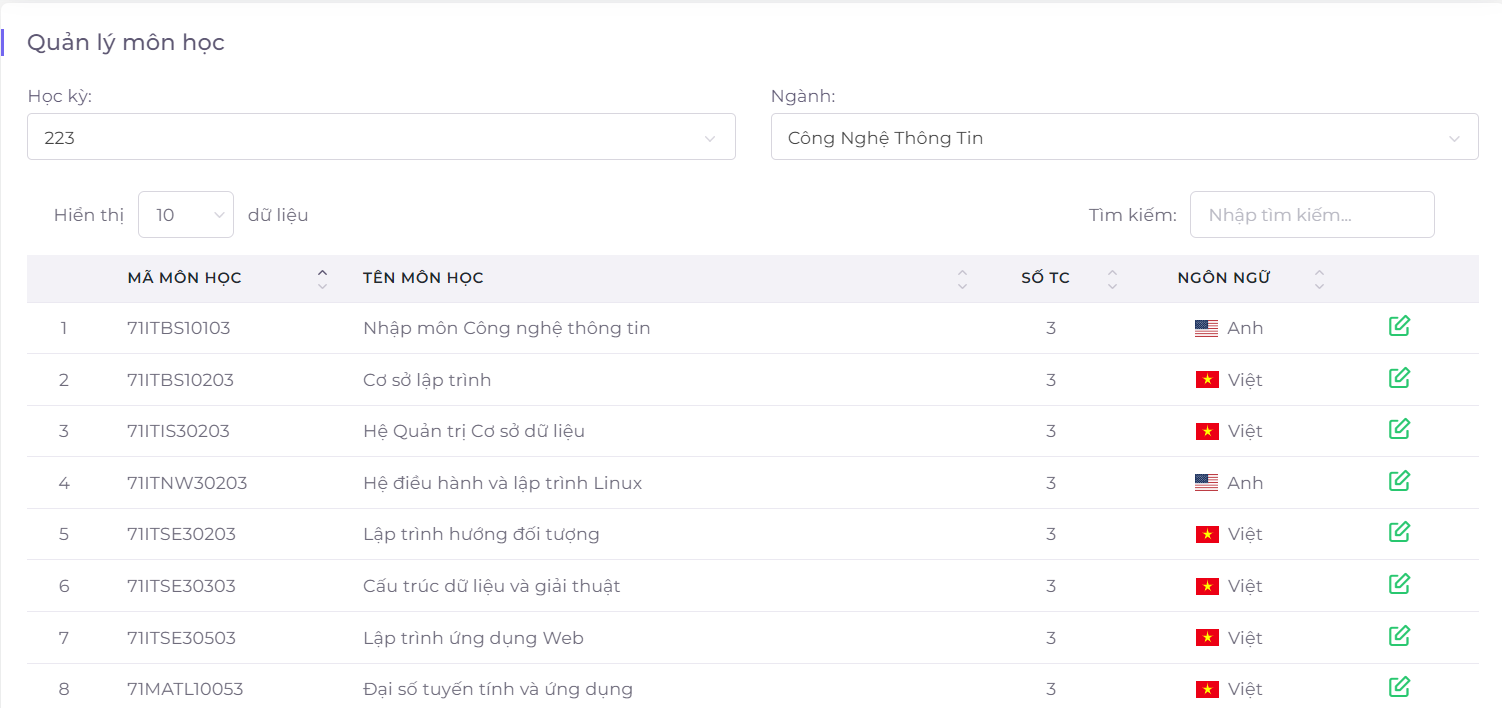 Quản lý môn học
Học kỳ: Ngành:
223 Công Nghệ Thông Tin
Hiển thị 10 dữ liệu Tìm kiếm: Nhập tìm kiếm...
MÃ MÔN HỌC TÊN MÔN HỌC SỐ TC NGÔN NGỮ
1 71ITBS10103 Nhập môn Công nghệ thông tin 3 Anh
2 71ITBS10203 Cơ sở lập trình 3 Việt
3 71ITIS30203 Hệ Quản trị Cơ sở dữ liệu 3 Việt
4 71ITNW30203 Hệ điều hành và lập trình Linux 3 Anh
5 71ITSE30203 Lập trình hướng đối tượng 3 Việt
6 71ITSE30303 Cấu trúc dữ liệu và giải thuật 3 Việt
7 71ITSE30503 Lập trình ứng dụng Web 3 Việt
8 71MATL10053 Đại số tuyến tính và ứng dụng 3 Việt